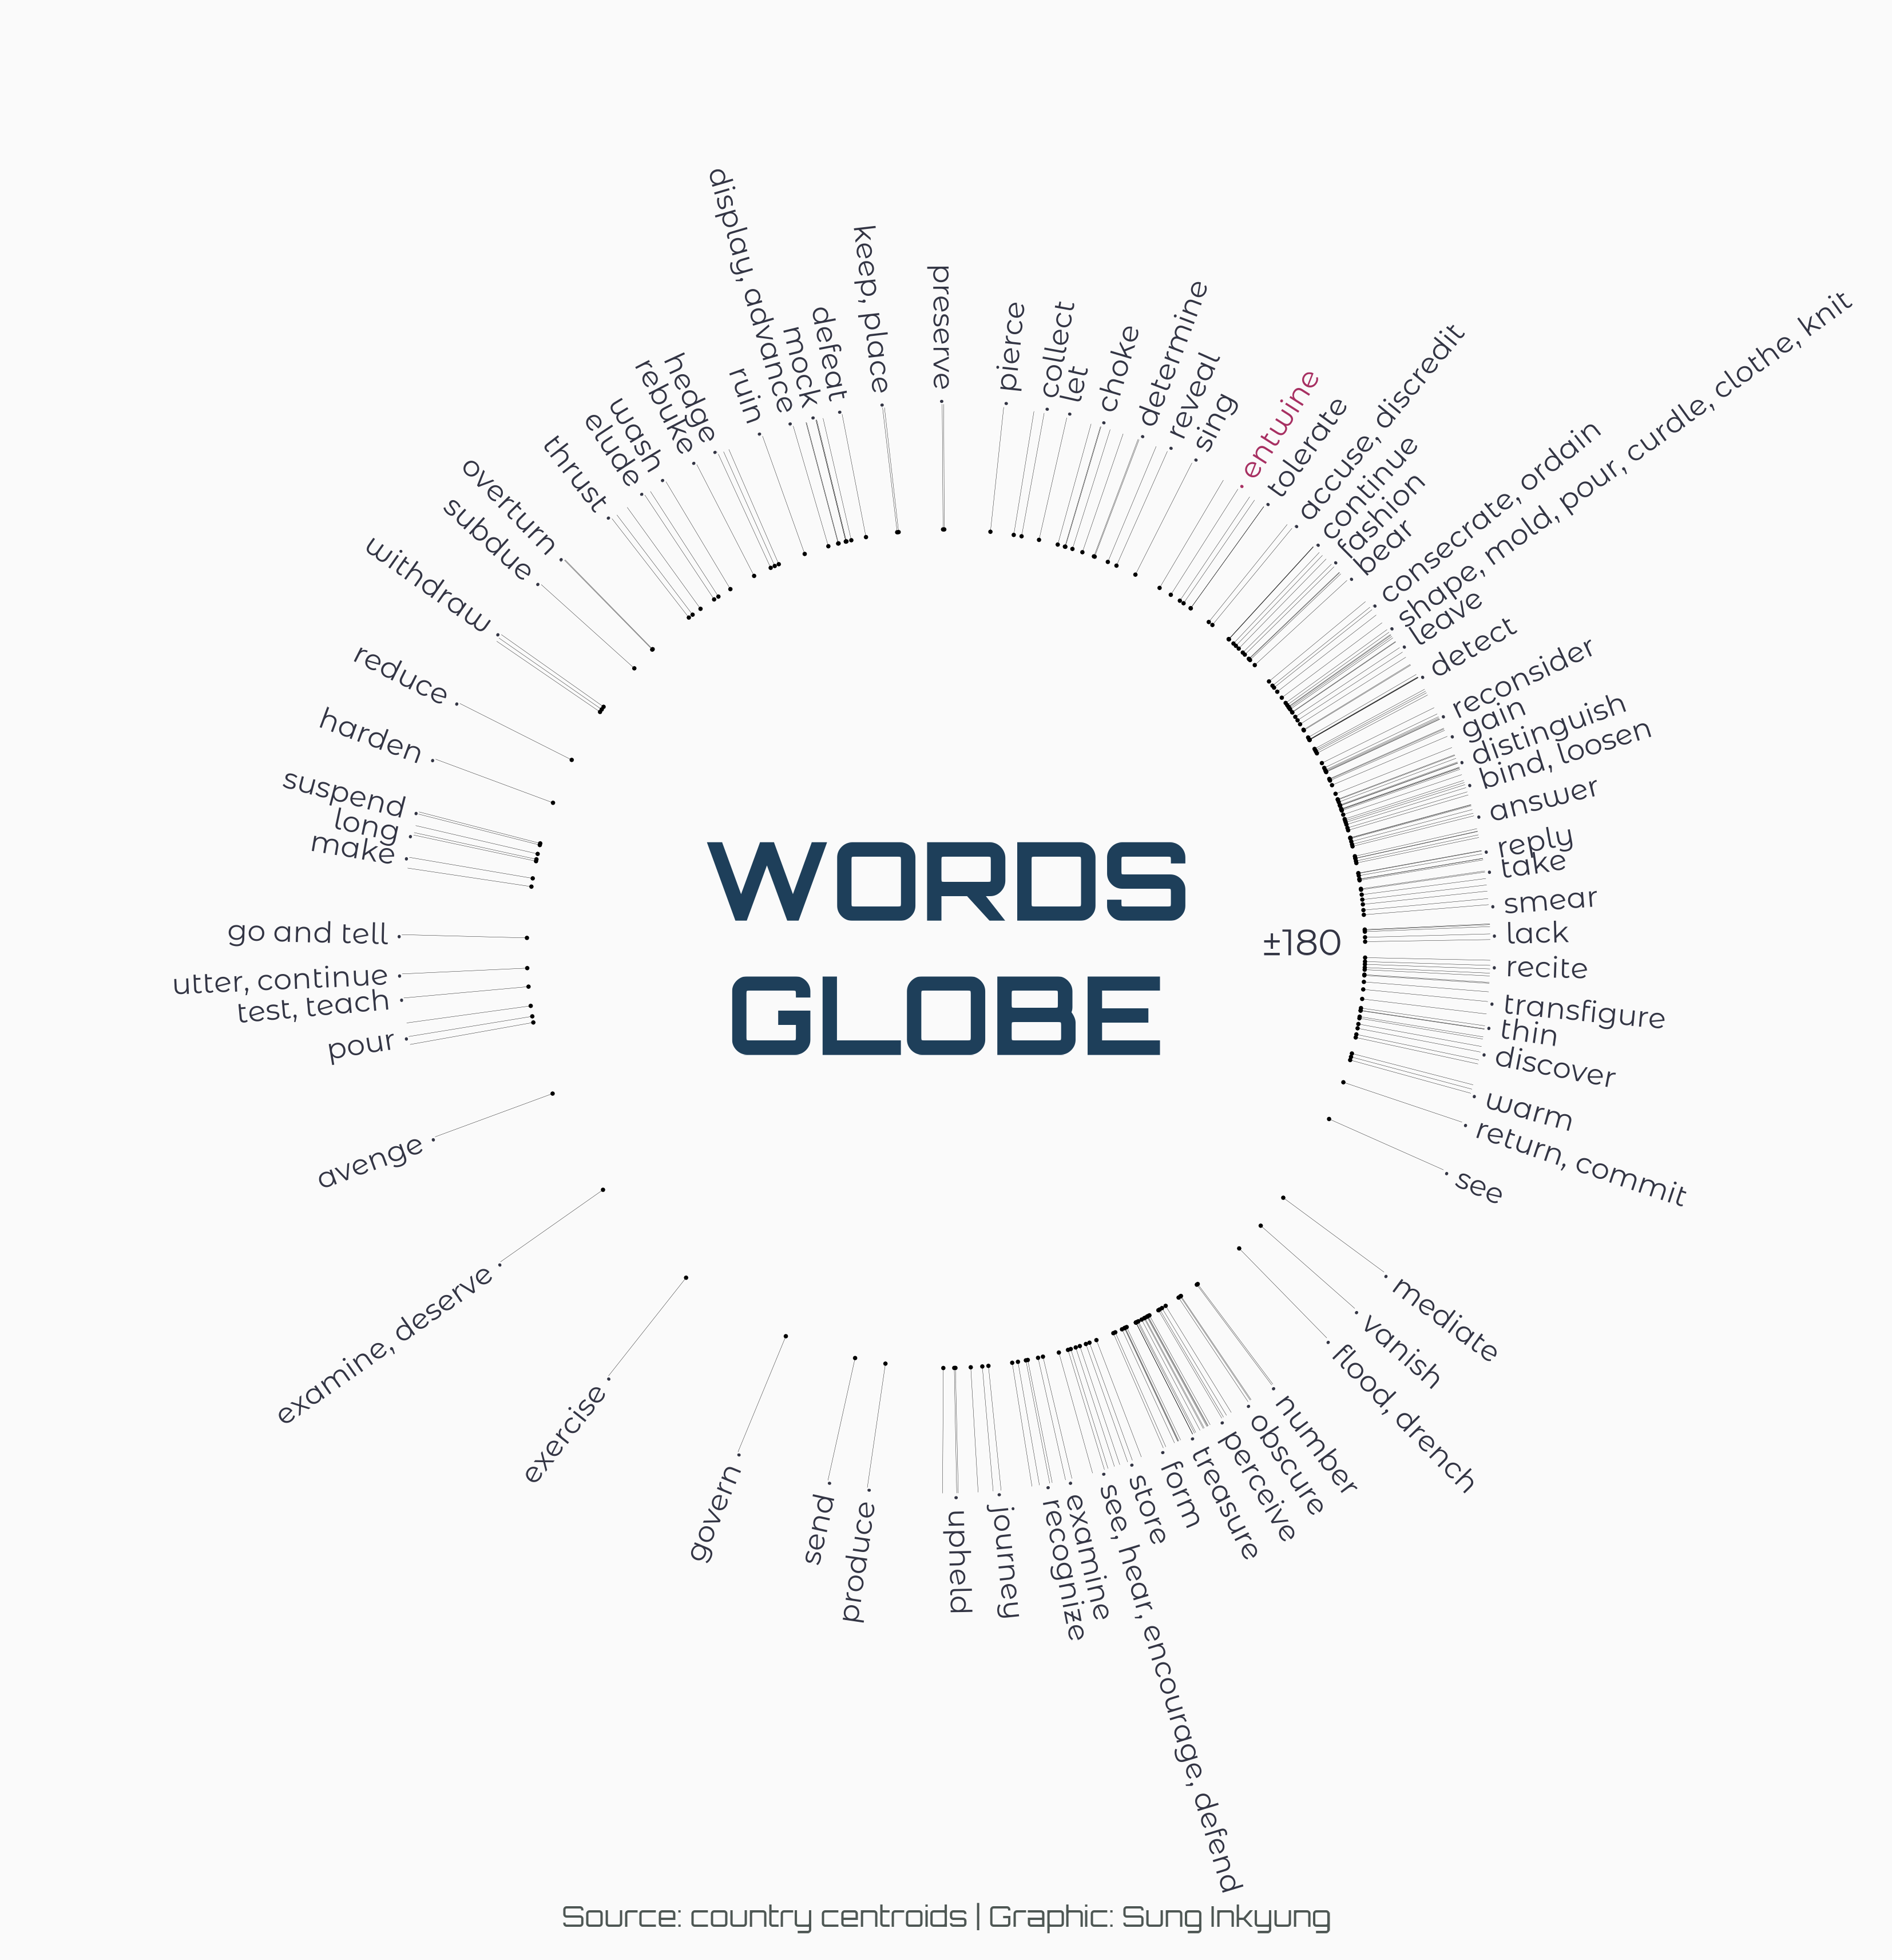 preserve
pierce
collect
let
choke
determine
reveal
sing
entwine
tolerate
accuse, discredit
continue
fashion
bear
consecrate, ordain
shape, mold, pour, curdle, clothe, knit
leave
detect
reconsider
gain
distinguish
bind, loosen
answer
reply
take
smear
lack
recite
transfigure
thin
discover
warm
return, commit
see
mediate
vanish
flood, drench
number
obscure
perceive
treasure
form
store
see, hear, encourage, defend
examine
recognize
journey
upheld
produce
send
govern
exercise
examine, deserve
avenge
pour
test, teach
utter, continue
go and tell
make
long
suspend
harden
reduce
withdraw
subdue
overturn
thrust
elude
wash
rebuke
hedge
ruin
display, advance
mock
defeat
keep, place
WORDS
±180
GLOBE
Source: country centroids | Graphic: Sung Inkyung